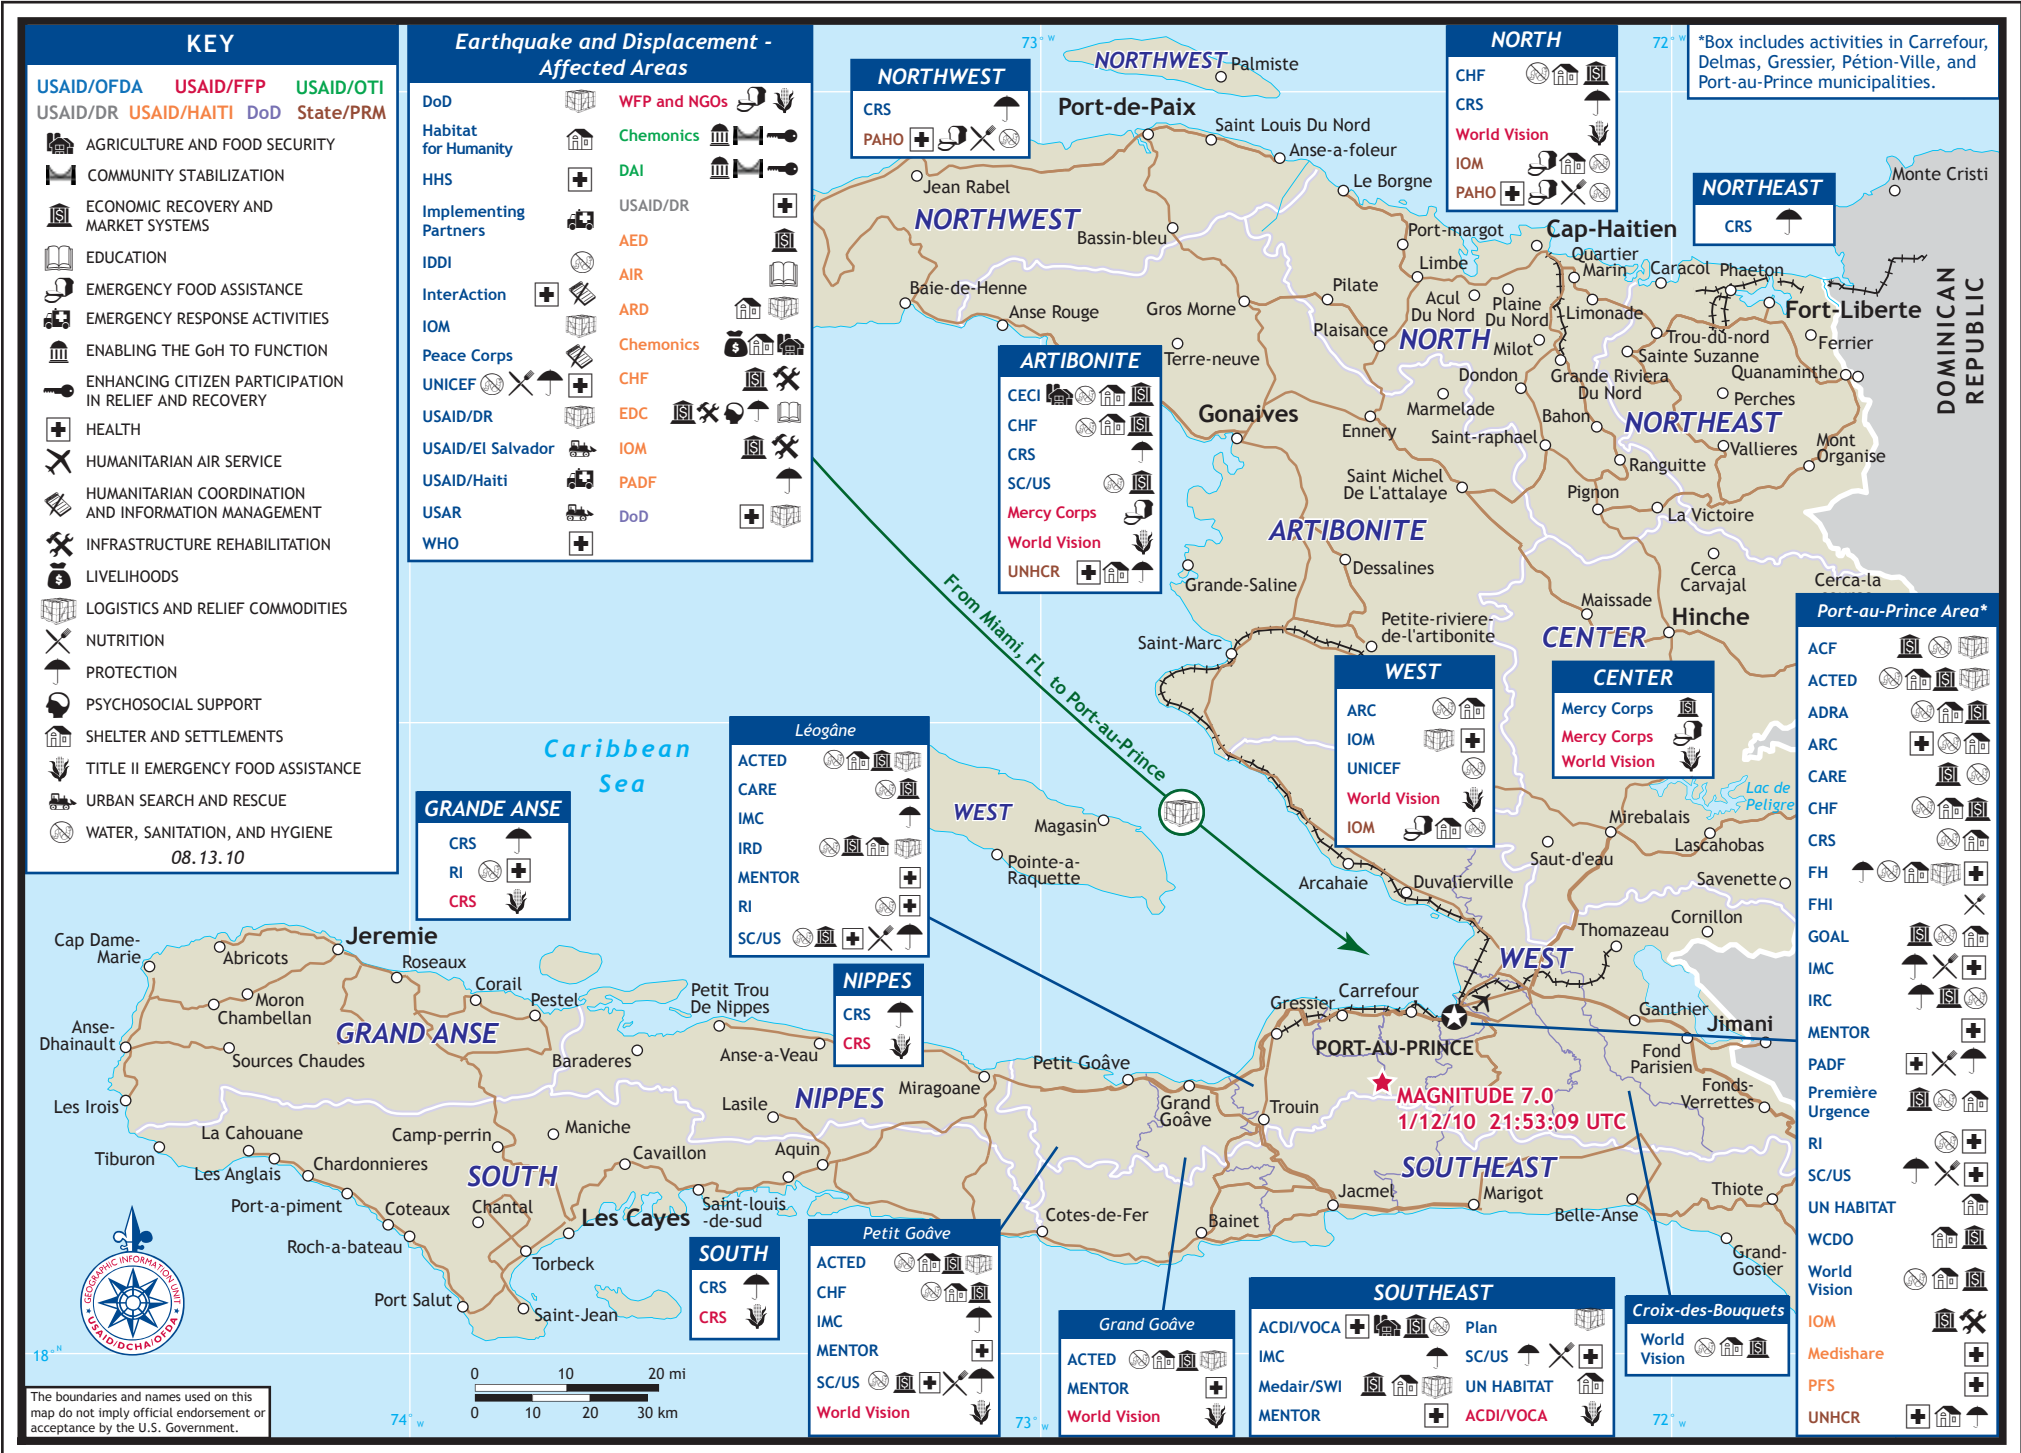 KEY
USAID/OFDA USAID/FFP USAID/OTI
USAID/DR USAID/HAITI DoD State/PRM
AGRICULTURE AND FOOD SECURITY
COMMUNITY STABILIZATION
ECONOMIC RECOVERY AND
MARKET SYSTEMS
EDUCATION
EMERGENCY FOOD ASSISTANCE
EMERGENCY RESPONSE ACTIVITIES
ENABLING THE GoH TO FUNCTION
ENHANCING CITIZEN PARTICIPATION
IN RELIEF AND RECOVERY
HEALTH
HUMANITARIAN AIR SERVICE
HUMANITARIAN COORDINATION
AND INFORMATION MANAGEMENT
INFRASTRUCTURE REHABILITATION
LIVELIHOODS
LOGISTICS AND RELIEF COMMODITIES
NUTRITION
PROTECTION
PSYCHOSOCIAL SUPPORT
SHELTER AND SETTLEMENTS
TITLE II EMERGENCY FOOD ASSISTANCE
URBAN SEARCH AND RESCUE
WATER, SANITATION, AND HYGIENE
08.13.10
Earthquake and Displacement -
Affected Areas
DoD
Habitat
for Humanity
HHS
Implementing
Partners
IDDI
InterAction
IOM
Peace Corps
UNICEF
USAID/DR
USAID/El Salvador
USAID/Haiti
USAR
WHO
WFP and NGOs
Chemonics
DAI
USAID/DR
AED
AIR
ARD
Chemonics
CHF
EDC
IOM
PADF
DoD
NORTHWEST
CRS
PAHO
NORTH
CHF
CRS
World Vision
IOM
PAHO
*Box includes activities in Carrefour,
Delmas, Gressier, Pétion-Ville, and
Port-au-Prince municipalities.
NORTHEAST
CRS
ARTIBONITE
CECI
CHF
CRS
SC/US
Mercy Corps
World Vision
UNHCR
WEST
ARC
IOM
UNICEF
World Vision
IOM
CENTER
Mercy Corps
Mercy Corps
World Vision
Port-au-Prince Area*
ACF
ACTED
ADRA
ARC
CARE
CHF
CRS
FH
FHI
GOAL
IMC
IRC
MENTOR
PADF
Première
Urgence
RI
SC/US
UN HABITAT
WCDO
World
Vision
IOM
Medishare
PFS
UNHCR
Léogâne
ACTED
CARE
IMC
IRD
MENTOR
RI
SC/US
GRANDE ANSE
CRS
RI
CRS
NIPPES
CRS
CRS
SOUTH
CRS
CRS
Petit Goâve
ACTED
CHF
IMC
MENTOR
SC/US
World Vision
Grand Goâve
ACTED
MENTOR
World Vision
SOUTHEAST
ACDI/VOCA
IMC
Medair/SWI
MENTOR
Plan
SC/US
UN HABITAT
ACDI/VOCA
Croix-des-Bouquets
World
Vision
73° W
72° W
NORTHWEST
Palmiste
Port-de-Paix
Saint Louis Du Nord
Anse-a-foleur
Le Borgne
Jean Rabel
NORTHWEST
Bassin-bleu
Port-margot
Cap-Haitien
Monte Cristi
Quartier
Marin
Limbe
Caracol
Phaeton
Baie-de-Henne
Anse Rouge
Gros Morne
Pilate
Acul
Du Nord
Plaine
Du Nord
Limonade
Fort-Liberte
DOMINICAN
REPUBLIC
Plaisance
NORTH
Milot
Trou-du-nord
Ferrier
Terre-neuve
Sainte Suzanne
Quanaminthe
Dondon
Grande Riviera
Du Nord
Perches
Marmelade
Bahon
Gonaives
Ennery
Saint-raphael
NORTHEAST
Vallieres
Mont
Organise
Ranguitte
Saint Michel
De L'attalaye
Pignon
La Victoire
ARTIBONITE
Dessalines
Grande-Saline
Cerca
Carvajal
Cerca-la
Maissade
Hinche
Petite-riviere-
de-l'artibonite
CENTER
Saint-Marc
From Miami, FL to Port-au-Prince
Caribbean
Sea
WEST
Magasin
Pointe-a-
Raquette
Lac de
Peligre
Mirebalais
Lascahobas
Saut-d'eau
Savenette
Arcahaie
Duvalierville
Cornillon
Thomazeau
WEST
Cap Dame-
Marie
Abricots
Jeremie
Roseaux
Corail
Pestel
Petit Trou
De Nippes
Moron
Chambellan
Anse-
Dhainault
GRAND ANSE
Sources Chaudes
Baraderes
Anse-a-Veau
Gressier
Carrefour
Ganthier
Jimani
PORT-AU-PRINCE
Fond
Parisien
Petit Goâve
Miragoane
Les Irois
Lasile
NIPPES
Grand
Goâve
Trouin
MAGNITUDE 7.0
1/12/10 21:53:09 UTC
Fonds-
Verrettes
La Cahouane
Camp-perrin
Maniche
Tiburon
Les Anglais
Chardonnieres
Cavaillon
Aquin
SOUTH
SOUTHEAST
Port-a-piment
Coteaux
Chantal
Les Cayes
Saint-louis
-de-sud
Cotes-de-Fer
Bainet
Jacmel
Marigot
Belle-Anse
Thiote
Roch-a-bateau
Torbeck
Grand-
Gosier
Port Salut
Saint-Jean
GEOGRAPHIC INFORMATION UNIT
USAID/DCHA/OFDA
18° N
0 10 20 mi
0 10 20 30 km
74° W
73° W
72° W
The boundaries and names used on this
map do not imply official endorsement or
acceptance by the U.S. Government.